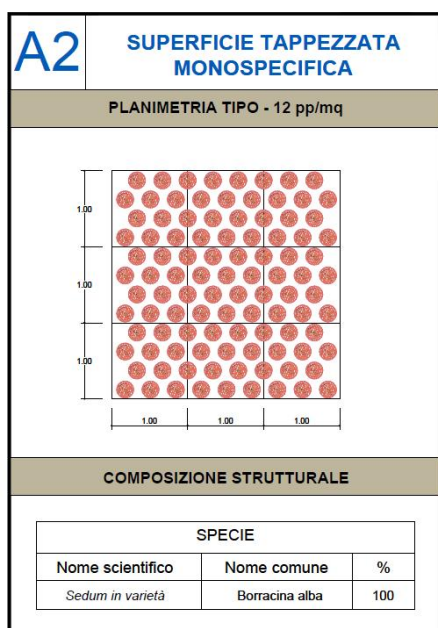 A2
SUPERFICIE TAPPEZZATA
MONOSPECIFICA
PLANIMETRIA TIPO - 12 pp/mq
1.00
1.00
1.00
1.00 1.00 1.00
COMPOSIZIONE STRUTTURALE
SPECIE
Nome scientifico Nome comune %
Sedum in varietà Borracina alba 100